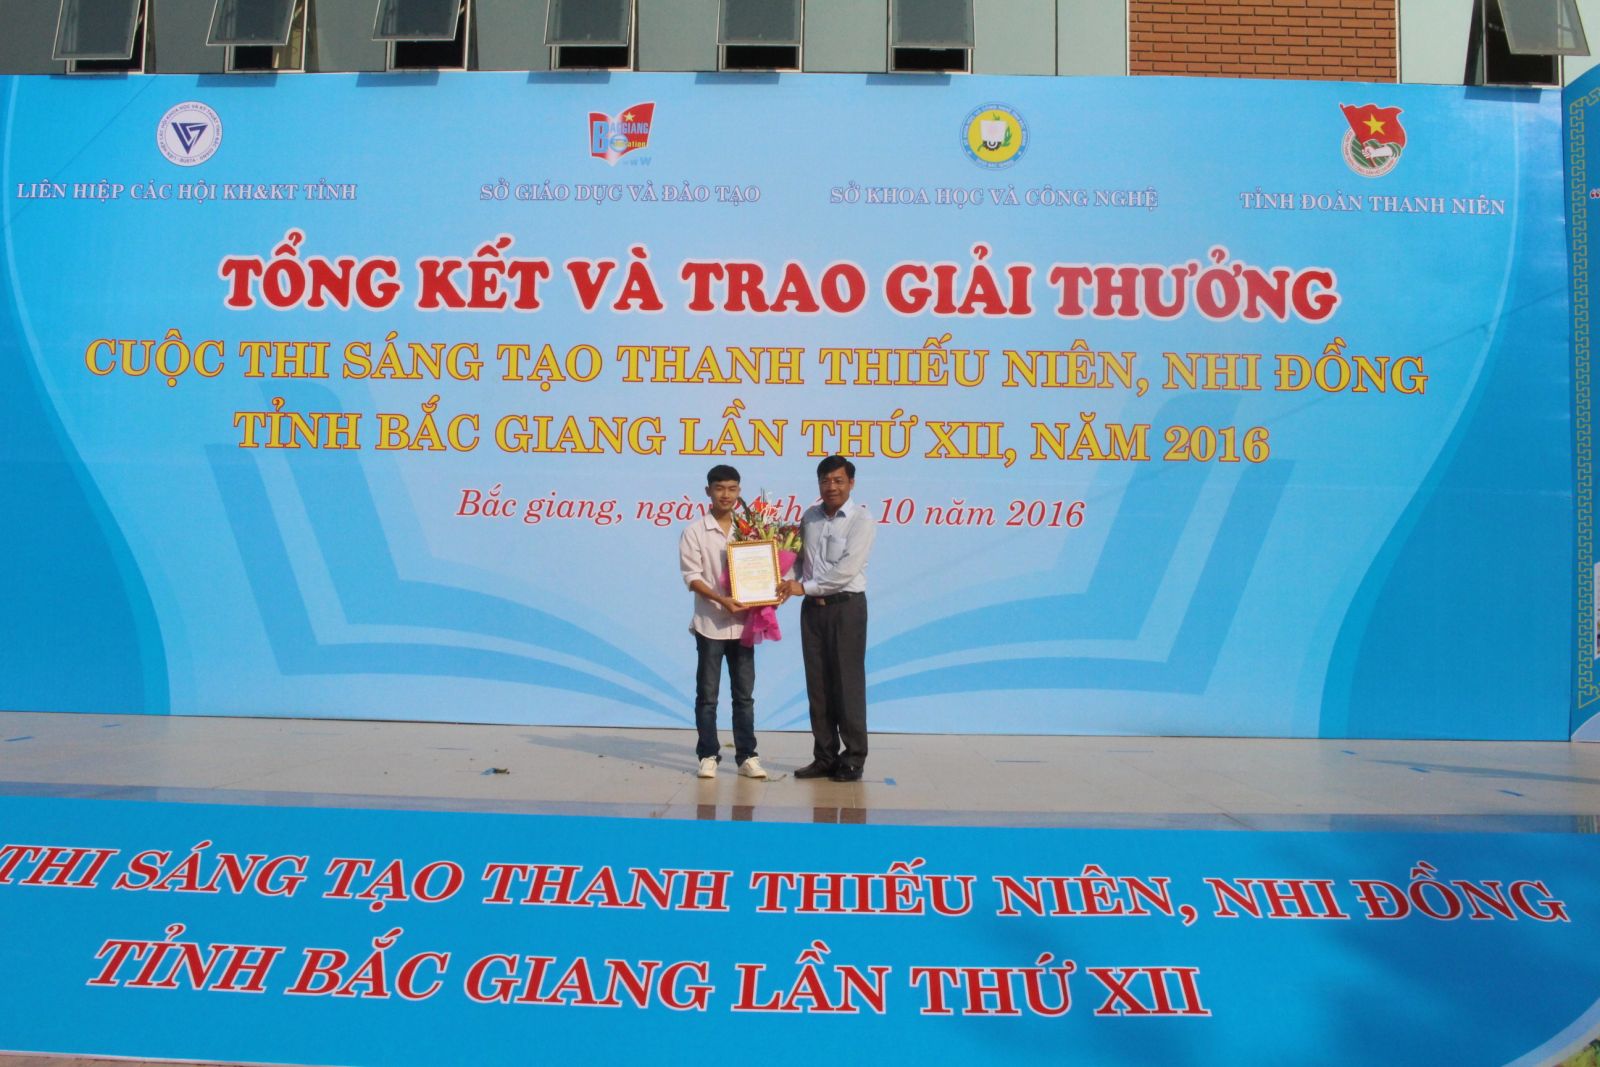 LIÊN HIỆP CÁC HỘI KH&KT TỈNH
SỞ GIÁO DỤC VÀ ĐÀO TẠO
SỞ KHOA HỌC VÀ CÔNG NGHỆ
TỈNH ĐOÀN THANH NIÊN
TỔNG KẾT VÀ TRAO GIẢI THƯỞNG
CUỘC THI SÁNG TẠO THANH THIẾU NIÊN, NHI ĐỒNG
TỈNH BẮC GIANG LẦN THỨ XII, NĂM 2016
Bắc giang, ngày 10 năm 2016
THI SÁNG TẠO THANH THIẾU NIÊN, NHI ĐỒNG
TỈNH BẮC GIANG LẦN THỨ XII